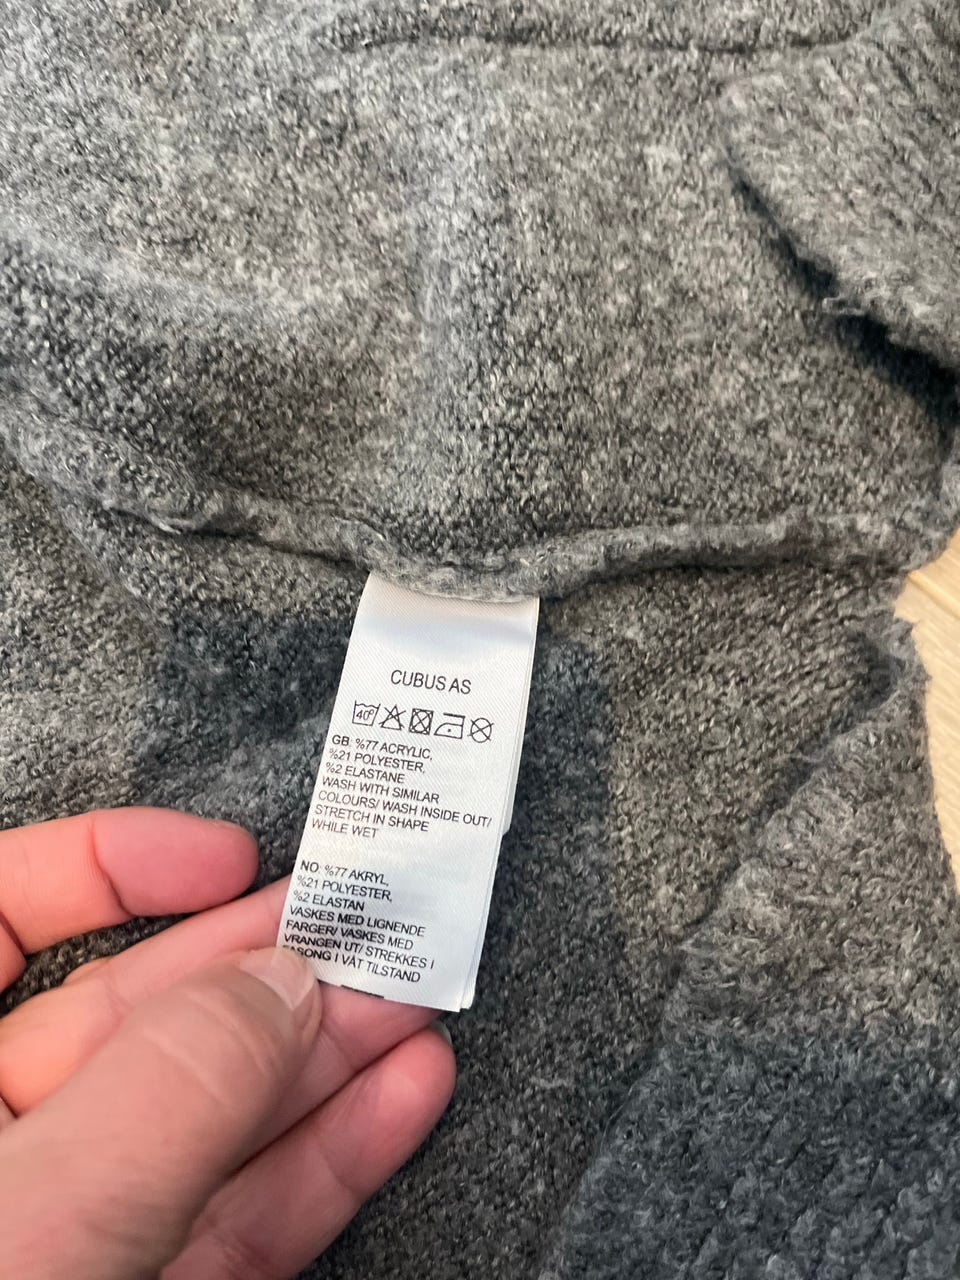 CUBUS AS
40°
GB: %77 ACRYLIC,
%21 POLYESTER,
%2 ELASTANE
WASH WITH SIMILAR
COLOURS/ WASH INSIDE OUT/
STRETCH IN SHAPE
WHILE WET
NO: %77 AKRYL,
%21 POLYESTER,
%2 ELASTAN
VASKES MED LIGNENDE
FARGER/ VASKES MED
VRANGEN UT/ STREKKES I
FASONG I VÅT TILSTAND